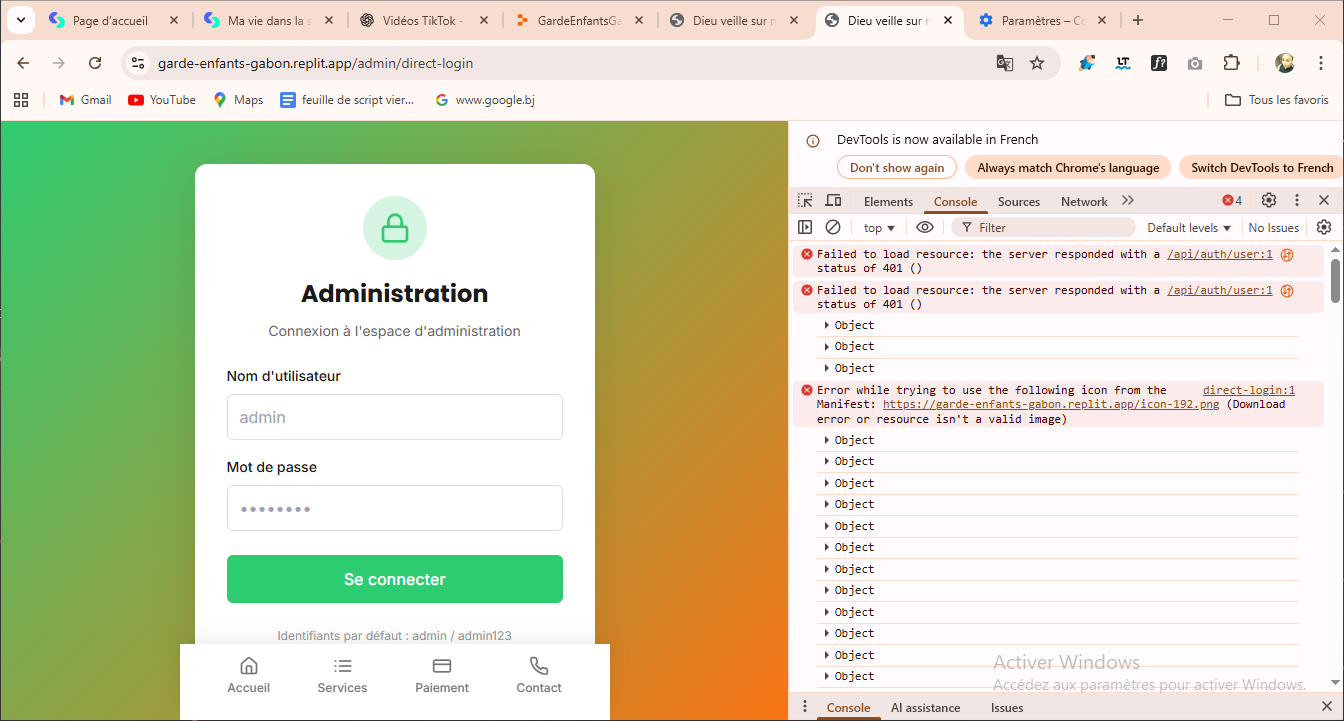 Page d'accueil
Ma vie dans la s
Vidéos TikTok -
GardeEnfantsGa
Dieu veille sur n
Dieu veille sur n
Paramètres – Co
garde-enfants-gabon.replit.app/admin/direct-login
Gmail
YouTube
Maps
feuille de script vier...
www.google.bj
Tous les favoris
Administration
Connexion à l'espace d'administration
Nom d'utilisateur
admin
Mot de passe
••••••••
Se connecter
Identifiants par défaut : admin / admin123
Accueil
Services
Paiement
Contact
DevTools is now available in French
Don't show again
Always match Chrome's language
Switch DevTools to French
Elements
Console
Sources
Network
4
top
Filter
Default levels
No Issues
Failed to load resource: the server responded with a /api/auth/user:1
status of 401 ()
Failed to load resource: the server responded with a /api/auth/user:1
status of 401 ()
Object
Object
Object
Error while trying to use the following icon from the direct-login:1
Manifest: https://garde-enfants-gabon.replit.app/icon-192.png (Download
error or resource isn't a valid image)
Object
Object
Object
Object
Object
Object
Object
Object
Object
Object
Object
Object
Activer Windows
Accédez aux paramètres pour activer Windows.
Console
AI assistance
Issues